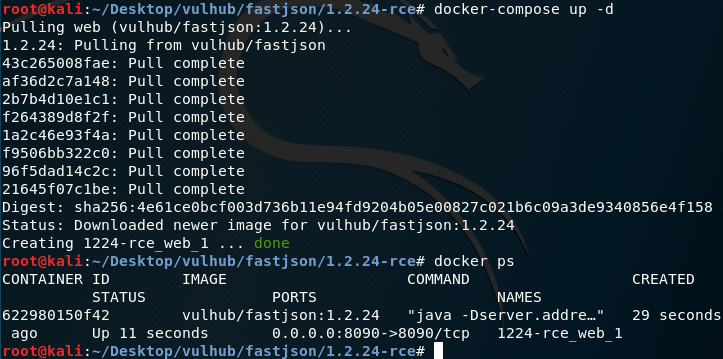 root@kali:~/Desktop/vulhub/fastjson/1.2.24-rce# docker-compose up -d
Pulling web (vulhub/fastjson:1.2.24)...
1.2.24: Pulling from vulhub/fastjson
43c265008fae: Pull complete
af36d2c7a148: Pull complete
2b7b4d10e1c1: Pull complete
f264389d8f2f: Pull complete
1a2c46e93f4a: Pull complete
f9506bb322c0: Pull complete
96f5dad14c2c: Pull complete
21645f07c1be: Pull complete
Digest: sha256:4e61ce0bcf003d736b11e94fd9204b05e00827c021b6c09a3de9340856e4f158
Status: Downloaded newer image for vulhub/fastjson:1.2.24
Creating 1224-rce_web_1 ... done
root@kali:~/Desktop/vulhub/fastjson/1.2.24-rce# docker ps
CONTAINER ID        IMAGE                    COMMAND                  CREATED
          STATUS              PORTS                    NAMES
622980150f42        vulhub/fastjson:1.2.24   "java -Dserver.addre…"   29 seconds
 ago      Up 11 seconds       0.0.0.0:8090->8090/tcp   1224-rce_web_1
root@kali:~/Desktop/vulhub/fastjson/1.2.24-rce#